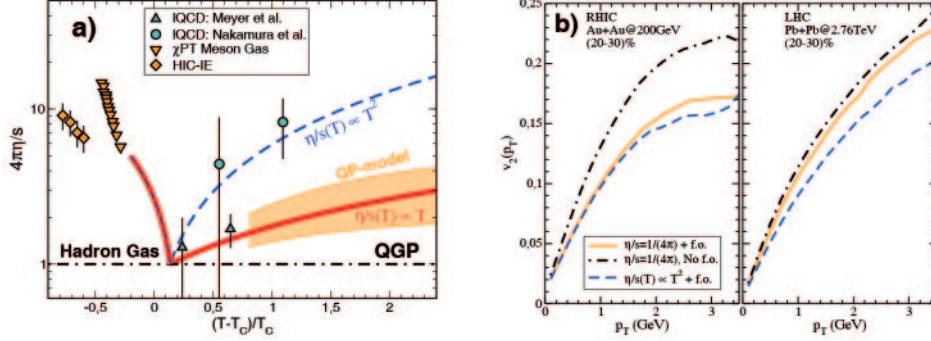 a)
lQCD: Meyer et al.
lQCD: Nakamura et al.
χPT Meson Gas
HIC-IE
4πη/s
10
1
η/s(T) ∝ T²
QP-model
η/s(T) ∝ T
Hadron Gas
QGP
-0,5 0 0,5 1 1,5 2
(T-T_C)/T_C
b)
RHIC
Au+Au@200GeV
(20-30)%
LHC
Pb+Pb@2.76TeV
(20-30)%
v₂(p_T)
0,25
0,2
0,15
0,1
0,05
0,00
η/s=1/(4π) + f.o.
η/s=1/(4π), No f.o.
η/s(T) ∝ T² + f.o.
0 1 2 3
p_T (GeV)
0 1 2 3
p_T (GeV)